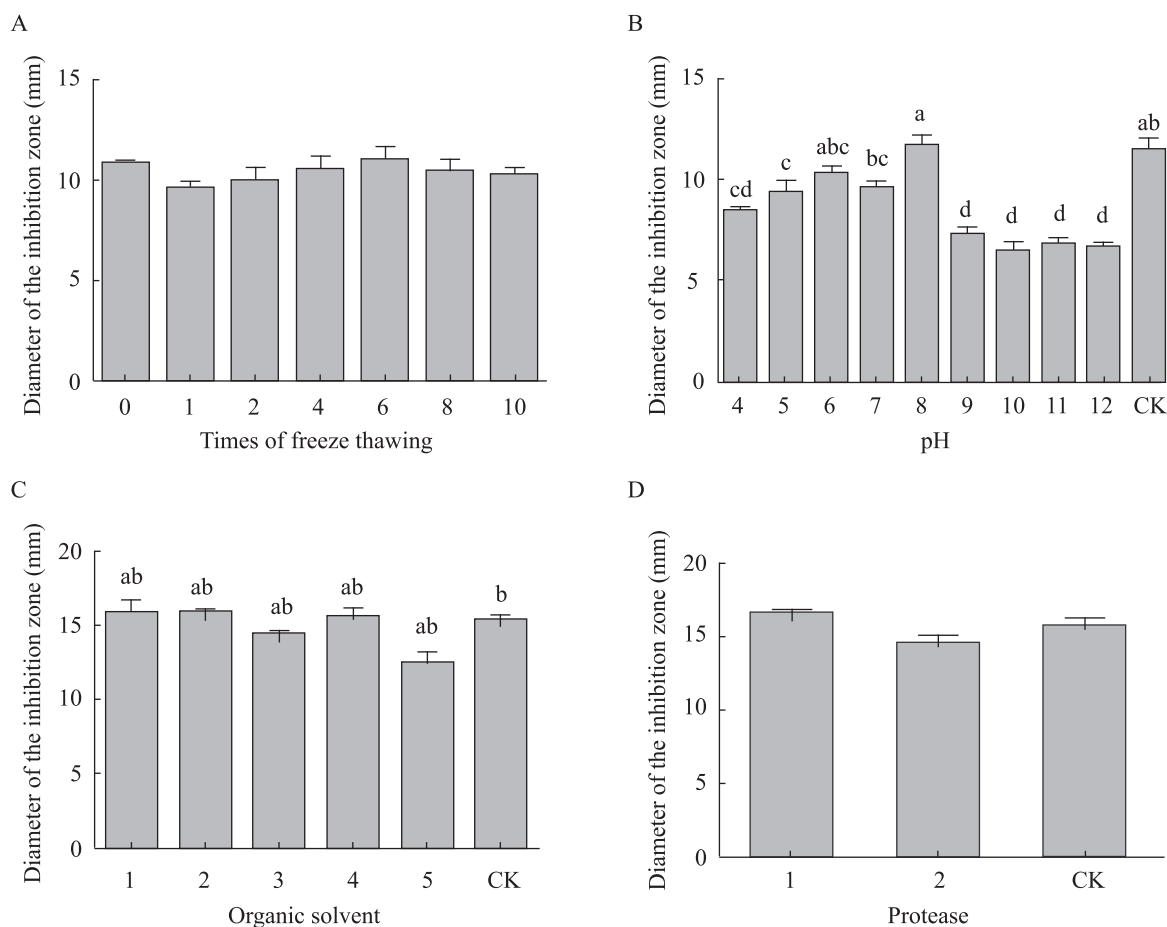 A
Diameter of the inhibition zone (mm)
15
10
5
0
0 1 2 4 6 8 10
Times of freeze thawing
B
Diameter of the inhibition zone (mm)
15
10
5
0
cd c abc bc a d d d d ab
4 5 6 7 8 9 10 11 12 CK
pH
C
Diameter of the inhibition zone (mm)
20
15
10
5
0
ab ab ab ab ab b
1 2 3 4 5 CK
Organic solvent
D
Diameter of the inhibition zone (mm)
20
15
10
5
0
1 2 CK
Protease